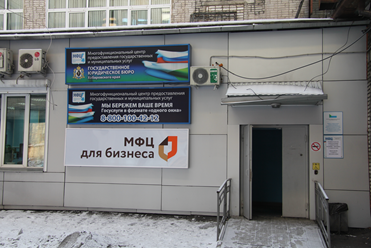 Многофункциональный центр предоставления
государственных и муниципальных услуг
ГОСУДАРСТВЕННОЕ
ЮРИДИЧЕСКОЕ БЮРО
Многофункциональный центр предоставления
государственных и муниципальных услуг
МЫ БЕРЕЖЕМ ВАШЕ ВРЕМЯ
Госуслуги в формате «одного окна»
8-800-100-42-12
МФЦ
для бизнеса